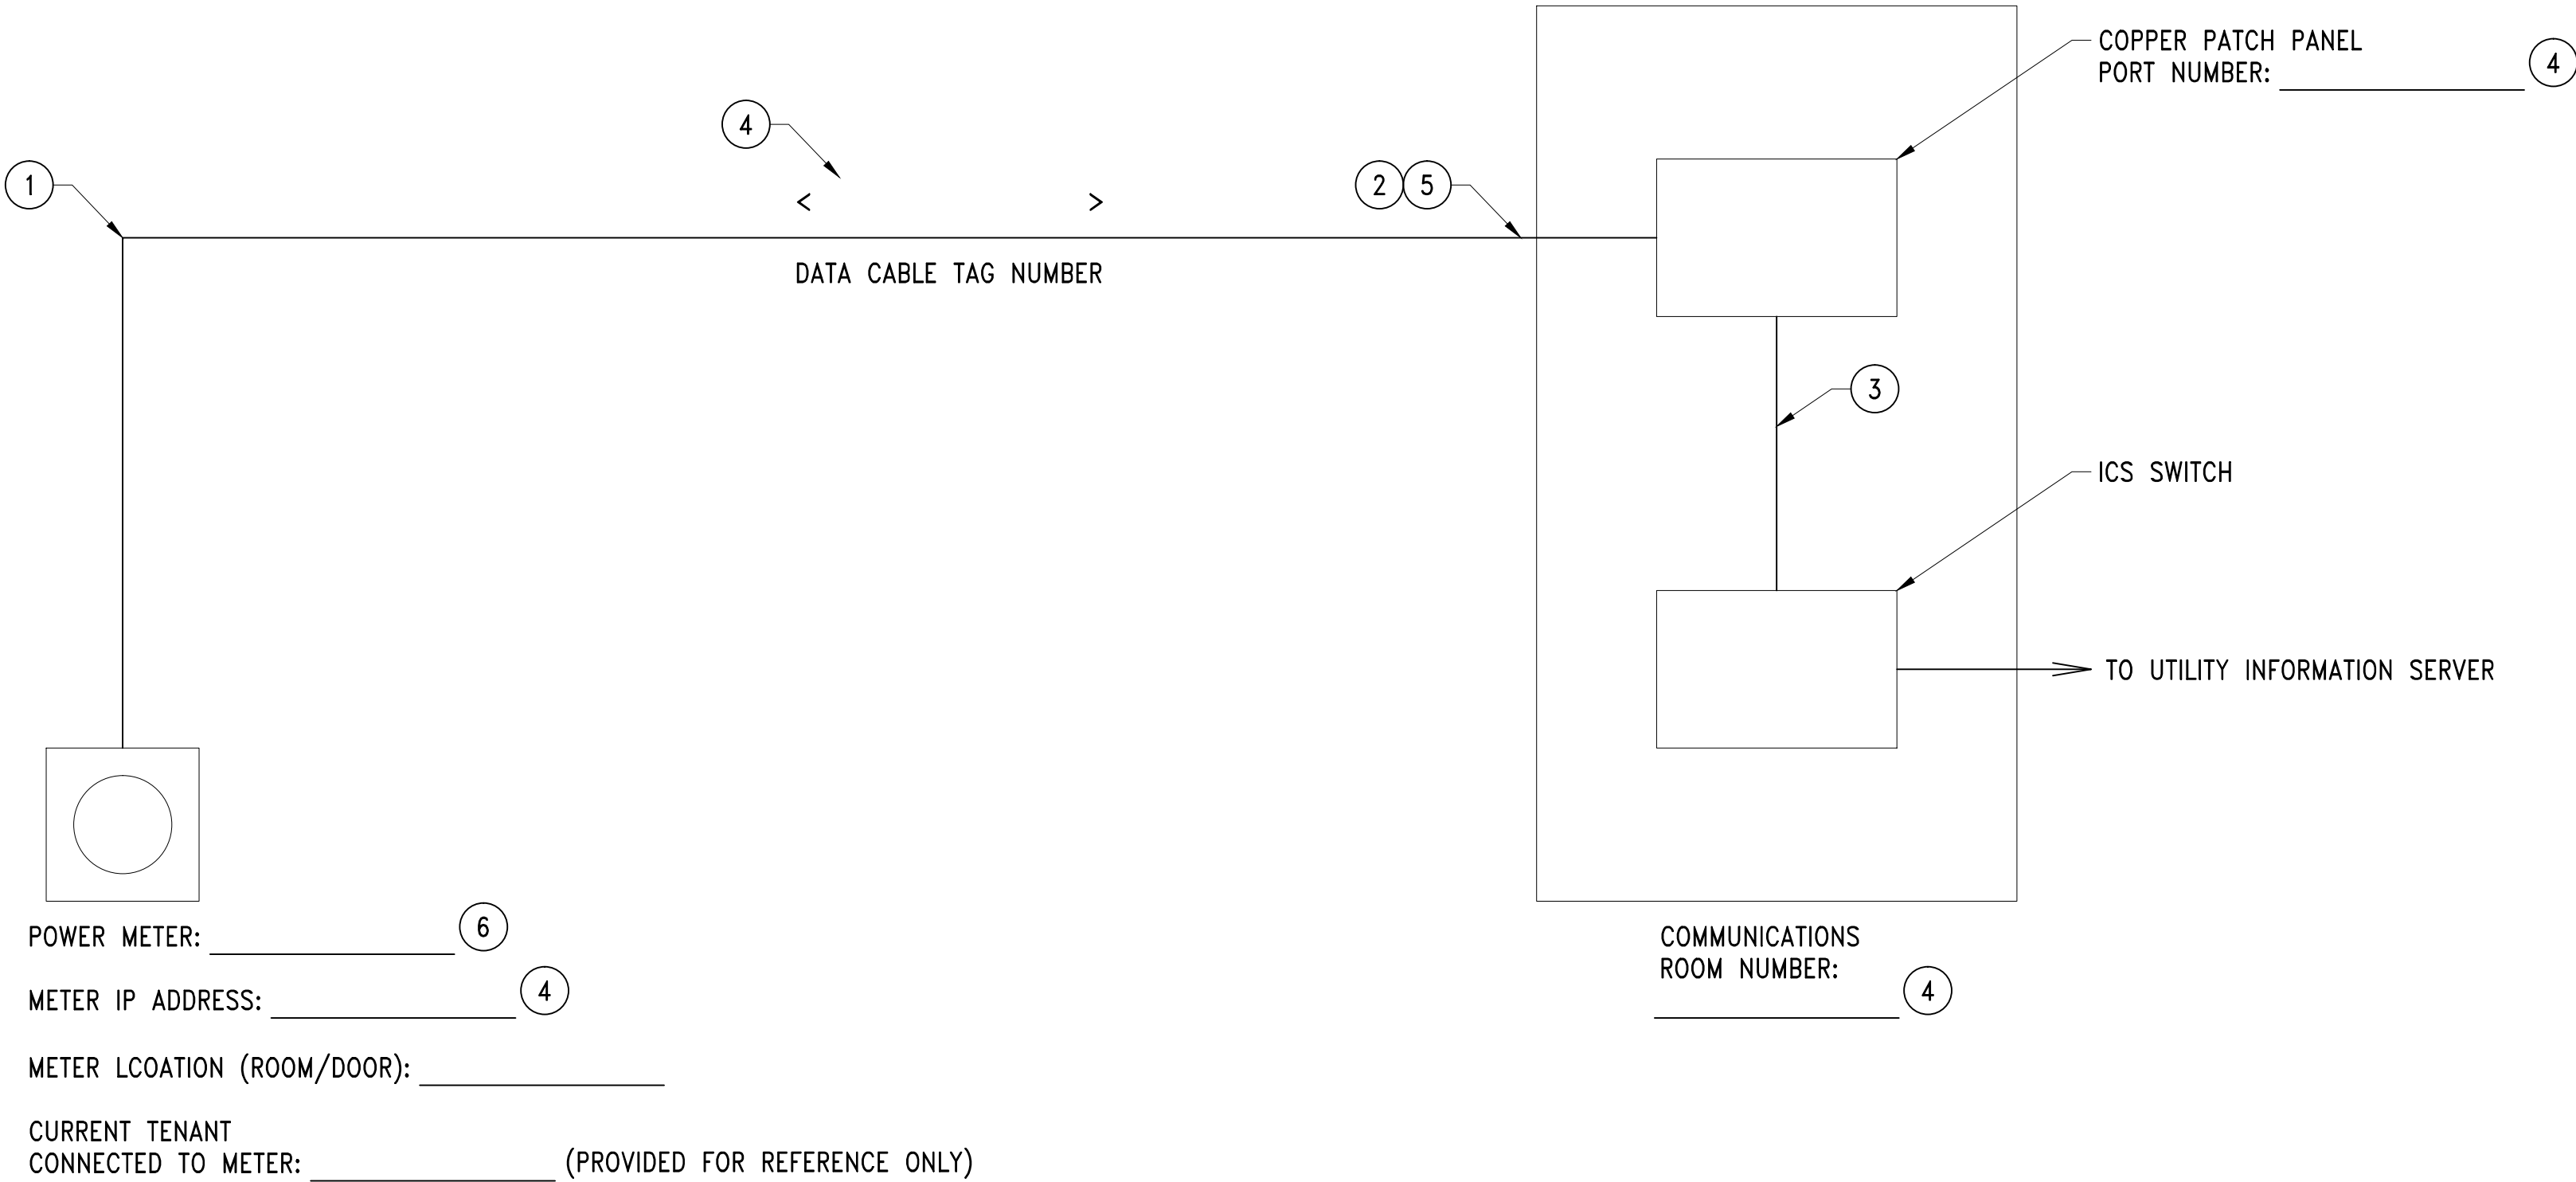 COPPER PATCH PANEL
PORT NUMBER: 4
4
1
< >
2 5
DATA CABLE TAG NUMBER
3
ICS SWITCH
TO UTILITY INFORMATION SERVER
POWER METER: 6
METER IP ADDRESS: 4
METER LCOATION (ROOM/DOOR):
CURRENT TENANT
CONNECTED TO METER: (PROVIDED FOR REFERENCE ONLY)
COMMUNICATIONS
ROOM NUMBER:
4